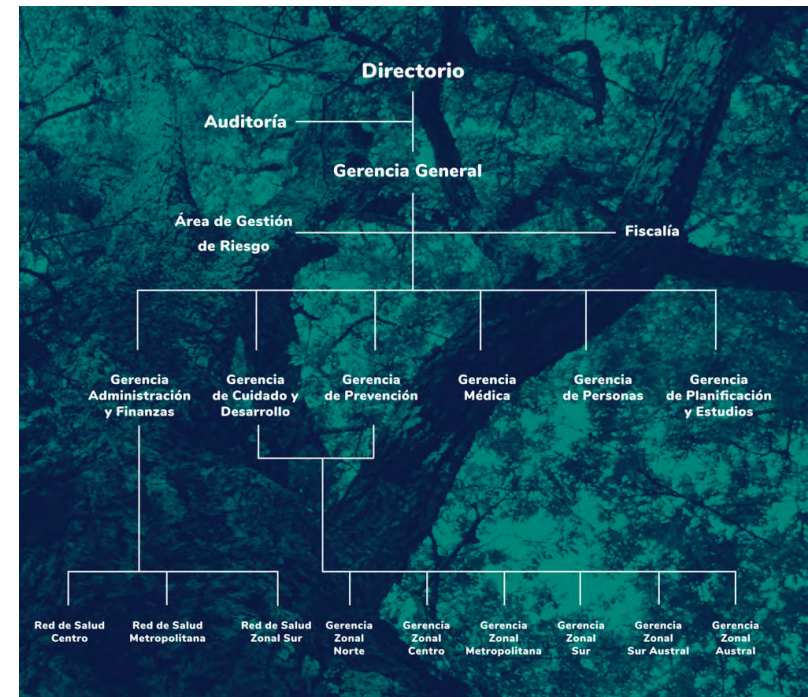 Directorio
Auditoría
Gerencia General
Área de Gestión
de Riesgo
Fiscalía
Gerencia
Administración
y Finanzas
Gerencia
de Cuidado y
Desarrollo
Gerencia
de Prevención
Gerencia
Médica
Gerencia
de Personas
Gerencia
de Planificación
y Estudios
Red de Salud
Centro
Red de Salud
Metropolitana
Red de Salud
Zonal Sur
Gerencia
Zonal
Norte
Gerencia
Zonal
Centro
Gerencia
Zonal
Metropolitana
Gerencia
Zonal
Sur
Gerencia
Zonal
Sur Austral
Gerencia
Zonal
Austral